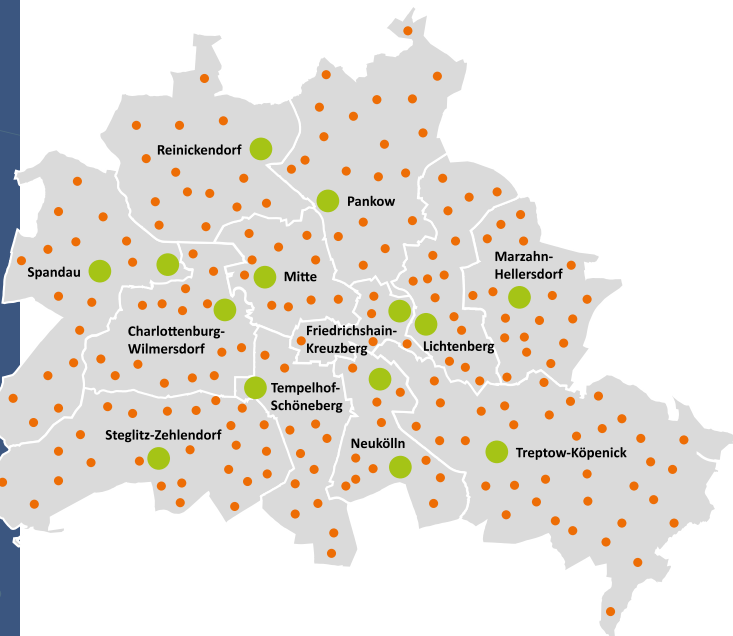 Reinickendorf
Pankow
Spandau
Mitte
Marzahn-
Hellersdorf
Charlottenburg-
Wilmersdorf
Friedrichshain-
Kreuzberg
Lichtenberg
Tempelhof-
Schöneberg
Steglitz-Zehlendorf
Neukölln
Treptow-Köpenick